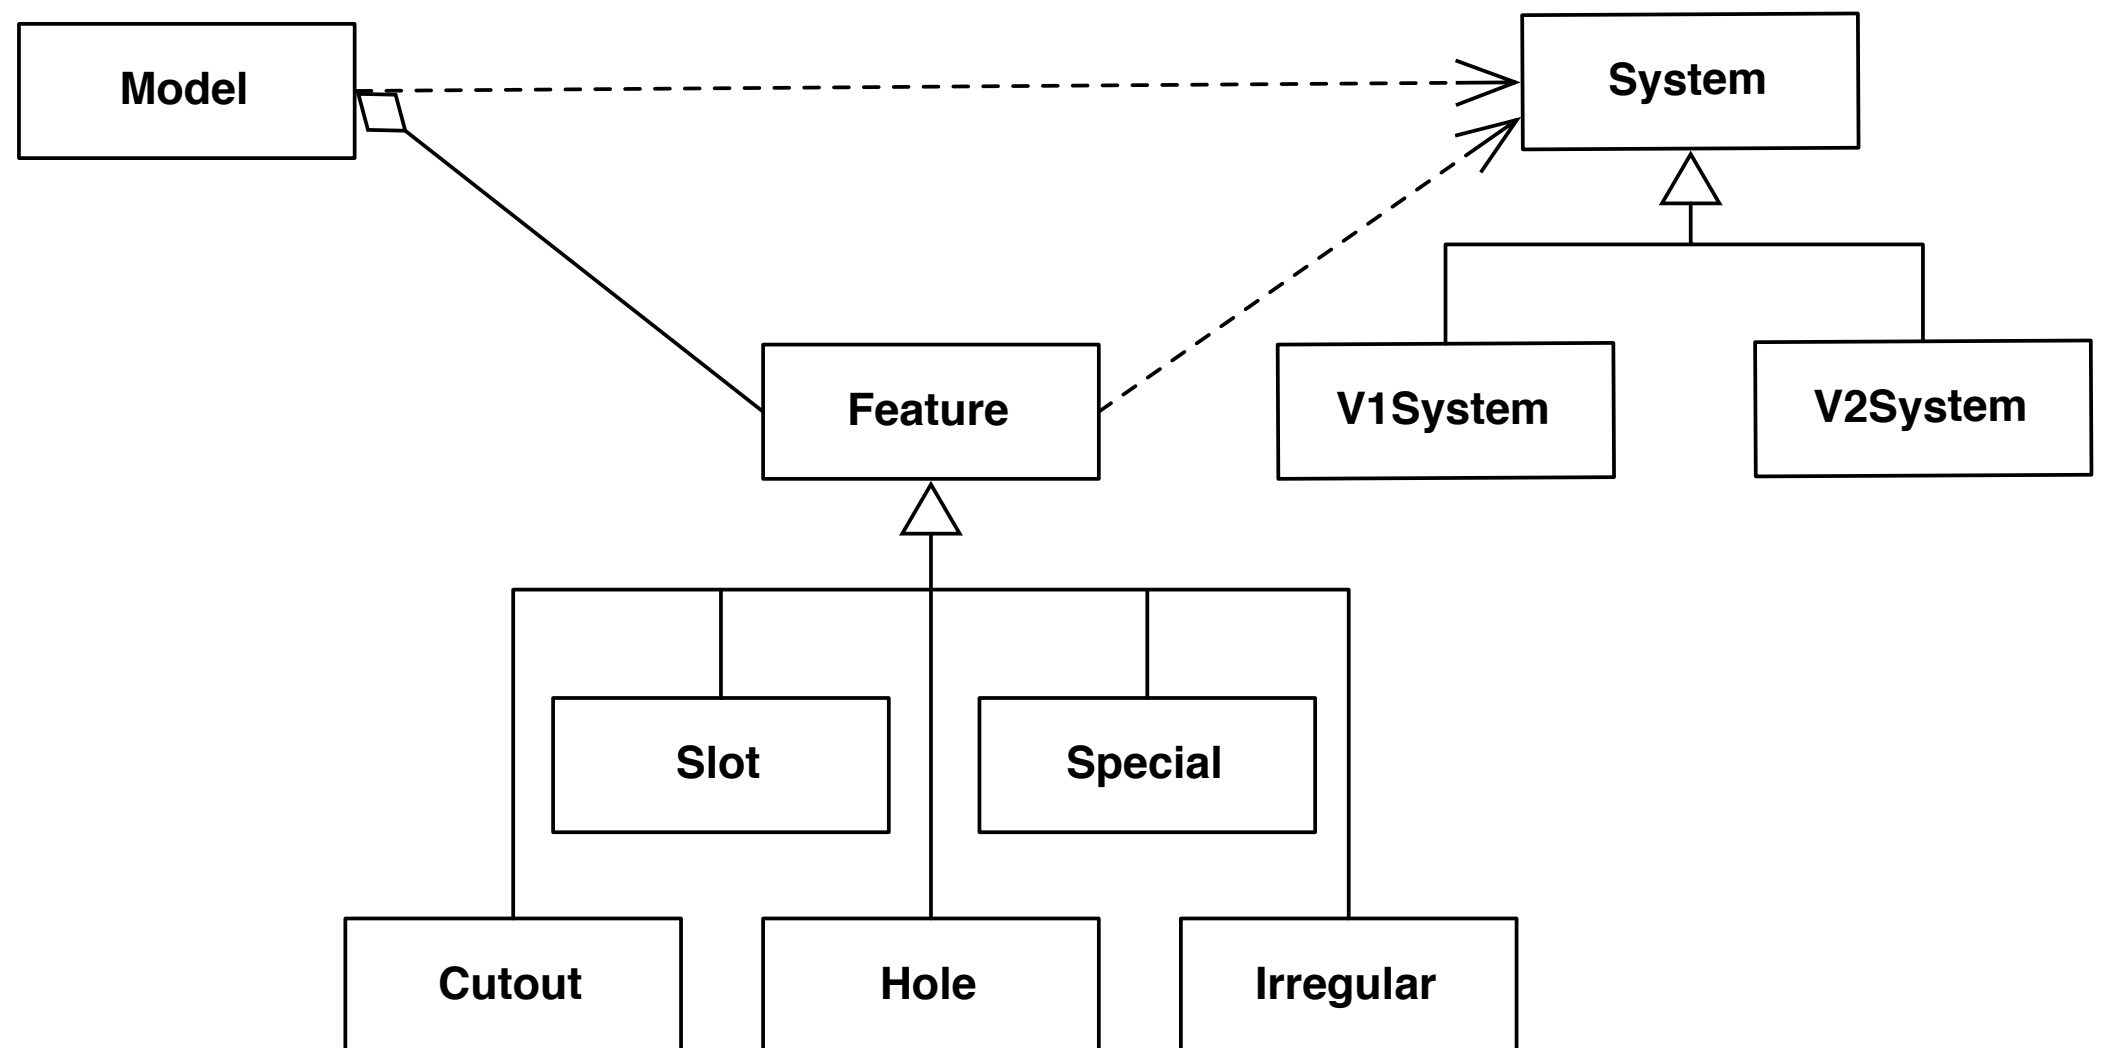 Model
System
Feature
V1System
V2System
Slot
Special
Cutout
Hole
Irregular